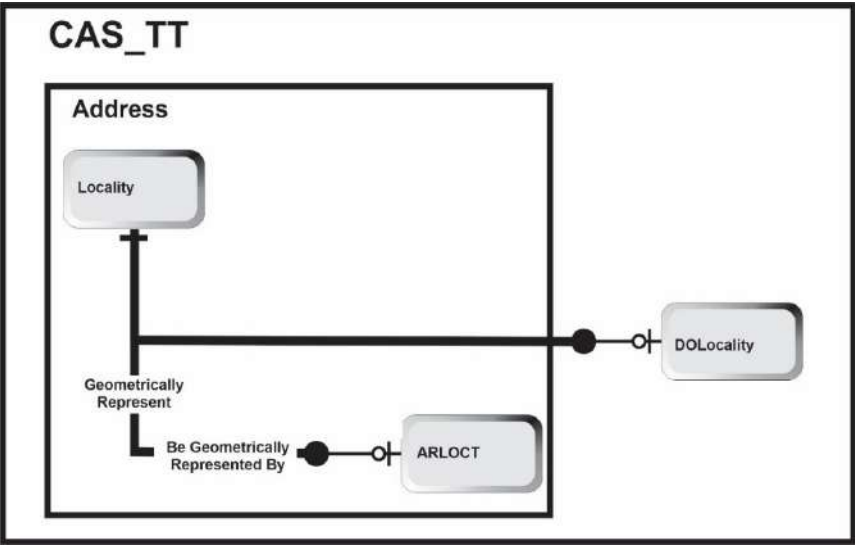 CAS_TT
Address
Locality
DOLocality
Geometrically
Represent
Be Geometrically
Represented By
ARLOCT